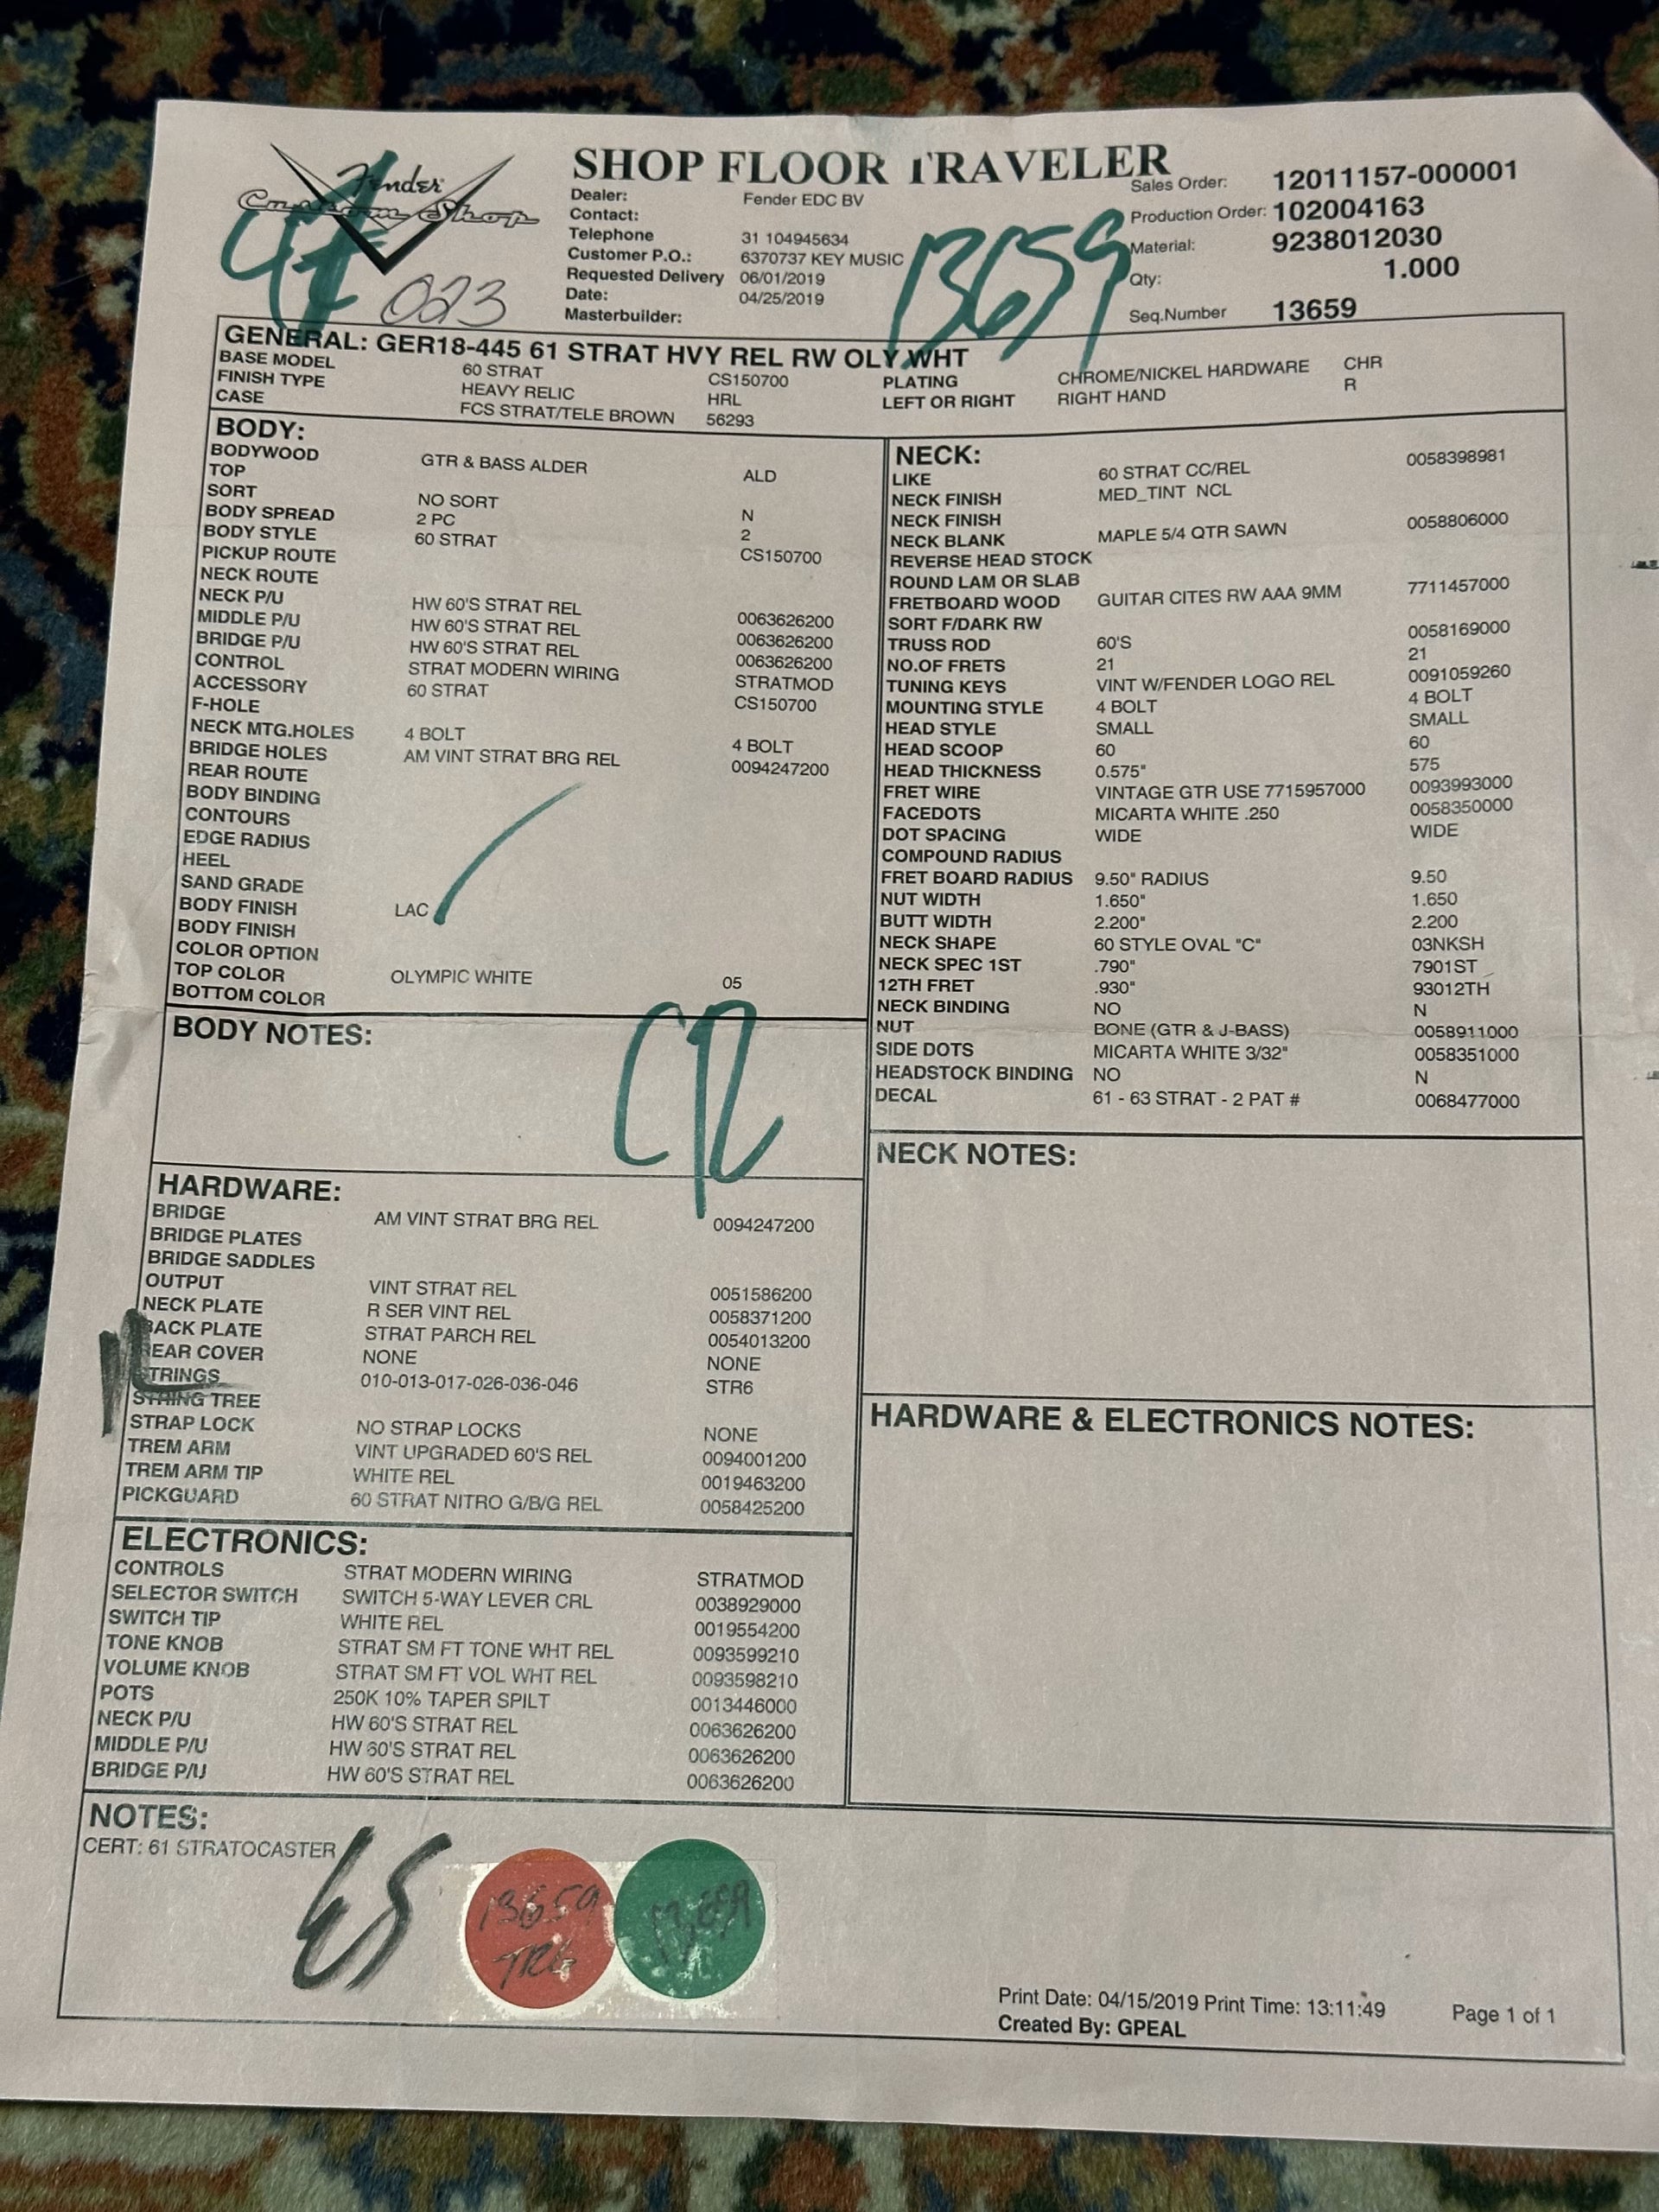 SHOP FLOOR TRAVELER
Fender
Custom Shop
023
13659
Dealer: Fender EDC BV
Contact:
Telephone 31 104945634
Customer P.O.: 6370737 KEY MUSIC
Requested Delivery 06/01/2019
Date: 04/25/2019
Masterbuilder:
Sales Order: 12011157-000001
Production Order: 102004163
Material: 9238012030
Qty: 1.000
Seq.Number 13659
GENERAL: GER18-445 61 STRAT HVY REL RW OLY WHT
BASE MODEL 60 STRAT CS150700
FINISH TYPE HEAVY RELIC HRL
CASE FCS STRAT/TELE BROWN 56293
PLATING CHROME/NICKEL HARDWARE CHR
LEFT OR RIGHT RIGHT HAND R
BODY:
BODYWOOD GTR & BASS ALDER ALD
TOP
SORT NO SORT N
BODY SPREAD 2 PC 2
BODY STYLE 60 STRAT CS150700
PICKUP ROUTE
NECK ROUTE
NECK P/U HW 60'S STRAT REL 0063626200
MIDDLE P/U HW 60'S STRAT REL 0063626200
BRIDGE P/U HW 60'S STRAT REL 0063626200
CONTROL STRAT MODERN WIRING STRATMOD
ACCESSORY 60 STRAT CS150700
F-HOLE
NECK MTG.HOLES 4 BOLT 4 BOLT
BRIDGE HOLES AM VINT STRAT BRG REL 0094247200
REAR ROUTE
BODY BINDING
CONTOURS
EDGE RADIUS
HEEL
SAND GRADE
BODY FINISH LAC
BODY FINISH
COLOR OPTION
TOP COLOR OLYMPIC WHITE 05
BOTTOM COLOR
BODY NOTES:
HARDWARE:
BRIDGE AM VINT STRAT BRG REL 0094247200
BRIDGE PLATES
BRIDGE SADDLES
OUTPUT VINT STRAT REL 0051586200
NECK PLATE R SER VINT REL 0058371200
BACK PLATE STRAT PARCH REL 0054013200
REAR COVER NONE NONE
STRINGS 010-013-017-026-036-046 STR6
STRING TREE
STRAP LOCK NO STRAP LOCKS NONE
TREM ARM VINT UPGRADED 60'S REL 0094001200
TREM ARM TIP WHITE REL 0019463200
PICKGUARD 60 STRAT NITRO G/B/G REL 0058425200
ELECTRONICS:
CONTROLS STRAT MODERN WIRING STRATMOD
SELECTOR SWITCH SWITCH 5-WAY LEVER CRL 0038929000
SWITCH TIP WHITE REL 0019554200
TONE KNOB STRAT SM FT TONE WHT REL 0093599210
VOLUME KNOB STRAT SM FT VOL WHT REL 0093598210
POTS 250K 10% TAPER SPILT 0013446000
NECK P/U HW 60'S STRAT REL 0063626200
MIDDLE P/U HW 60'S STRAT REL 0063626200
BRIDGE P/U HW 60'S STRAT REL 0063626200
NECK:
LIKE 60 STRAT CC/REL 0058398981
NECK FINISH MED_TINT NCL
NECK FINISH
NECK BLANK MAPLE 5/4 QTR SAWN 0058806000
REVERSE HEAD STOCK
ROUND LAM OR SLAB
FRETBOARD WOOD GUITAR CITES RW AAA 9MM 7711457000
SORT F/DARK RW
TRUSS ROD 60'S 0058169000
NO.OF FRETS 21 21
TUNING KEYS VINT W/FENDER LOGO REL 0091059260
MOUNTING STYLE 4 BOLT 4 BOLT
HEAD STYLE SMALL SMALL
HEAD SCOOP 60 60
HEAD THICKNESS 0.575" 575
FRET WIRE VINTAGE GTR USE 7715957000 0093993000
FACEDOTS MICARTA WHITE .250 0058350000
DOT SPACING WIDE WIDE
COMPOUND RADIUS
FRET BOARD RADIUS 9.50" RADIUS 9.50
NUT WIDTH 1.650" 1.650
BUTT WIDTH 2.200" 2.200
NECK SHAPE 60 STYLE OVAL "C" 03NKSH
NECK SPEC 1ST .790" 7901ST
12TH FRET .930" 93012TH
NECK BINDING NO N
NUT BONE (GTR & J-BASS) 0058911000
SIDE DOTS MICARTA WHITE 3/32" 0058351000
HEADSTOCK BINDING NO N
DECAL 61 - 63 STRAT - 2 PAT # 0068477000
NECK NOTES:
HARDWARE & ELECTRONICS NOTES:
NOTES:
CERT: 61 STRATOCASTER
13659
13659
Print Date: 04/15/2019 Print Time: 13:11:49 Page 1 of 1
Created By: GPEAL